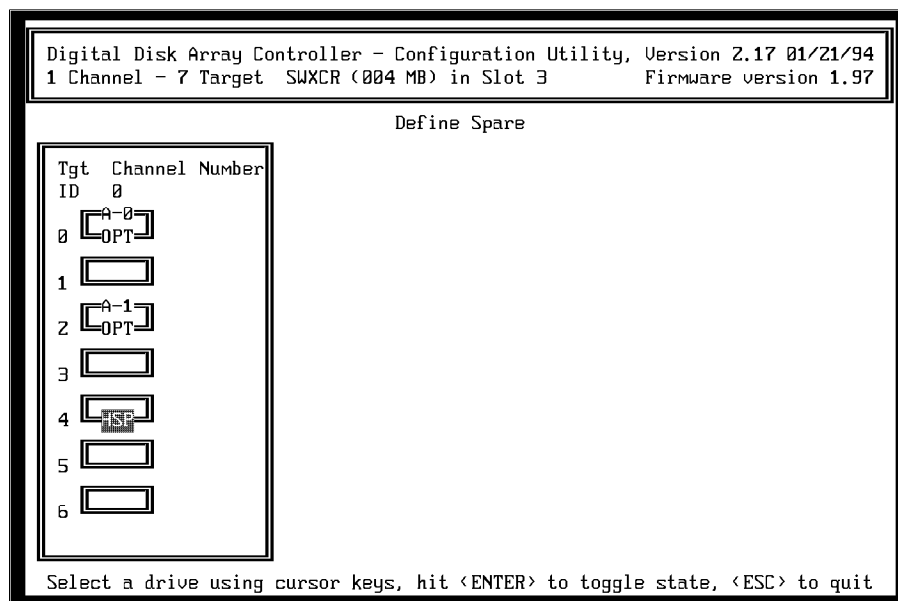 Digital Disk Array Controller - Configuration Utility, Version 2.17 01/21/94
1 Channel - 7 Target SWXCR (004 MB) in Slot 3 Firmware version 1.97
Define Spare
Tgt Channel Number
ID 0
A-0
0 OPT
1
A-1
2 OPT
3
4 HSP
5
6
Select a drive using cursor keys, hit <ENTER> to toggle state, <ESC> to quit